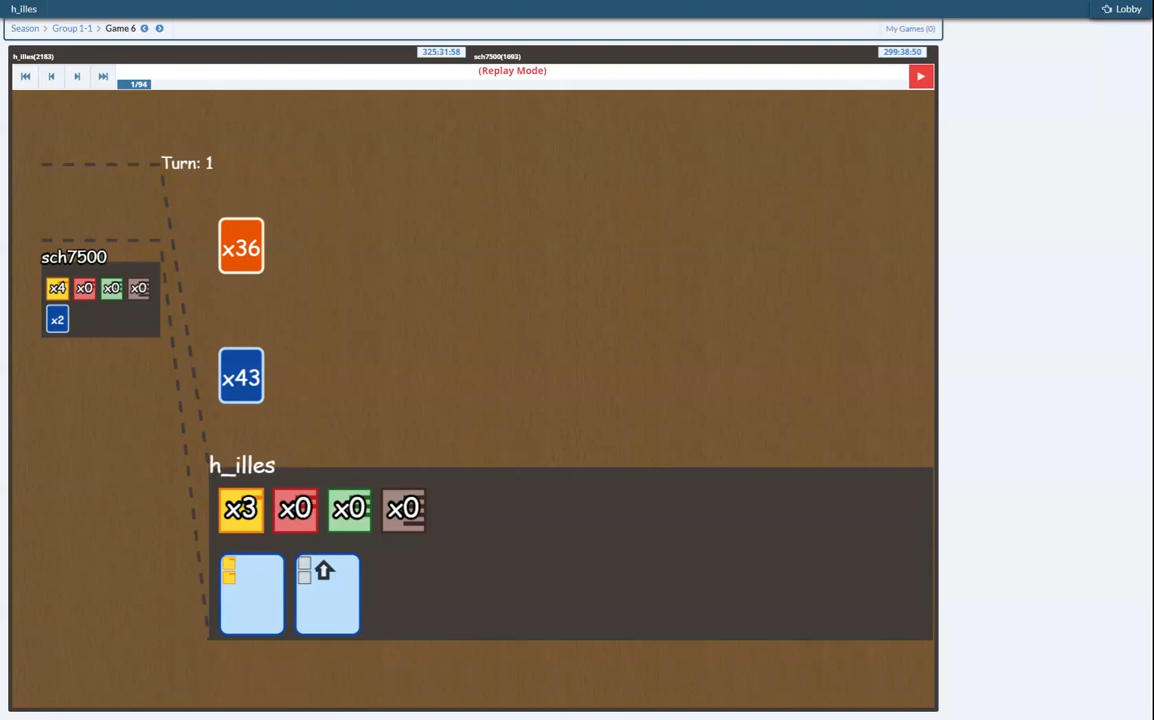 h_illes
Lobby
Season > Group 1-1 > Game 6
My Games (0)
h_illes(2183)
325:31:58
sch7500(1693)
299:38:50
(Replay Mode)
1/94
Turn: 1
x36
sch7500
x4 x0 x0 x0
x2
x43
h_illes
x3 x0 x0 x0